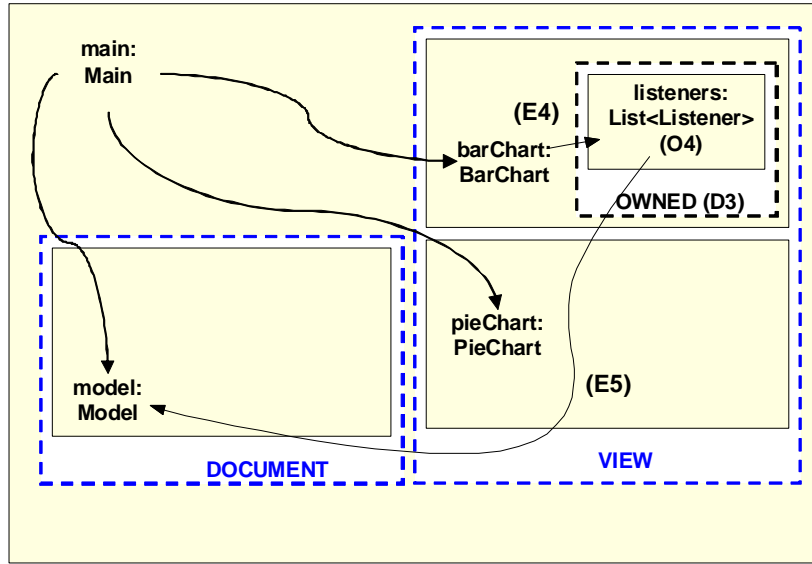 main:
Main
listeners:
List<Listener>
(O4)
(E4)
barChart:
BarChart
OWNED (D3)
pieChart:
PieChart
model:
Model
(E5)
DOCUMENT
VIEW